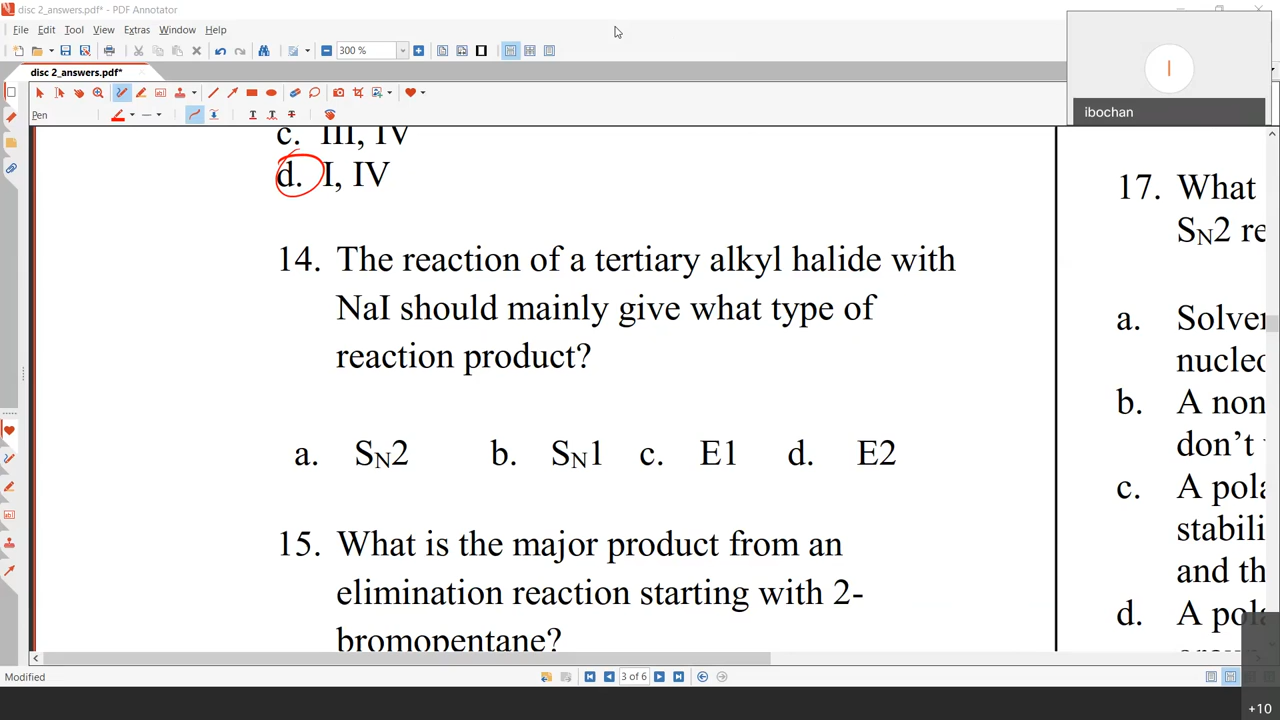 disc 2_answers.pdf* - PDF Annotator
File Edit Tool View Extras Window Help
300 %
disc 2_answers.pdf*
Pen
ibochan
c. III, IV
d. I, IV
14. The reaction of a tertiary alkyl halide with
NaI should mainly give what type of
reaction product?
a. SN2 b. SN1 c. E1 d. E2
15. What is the major product from an
elimination reaction starting with 2-
bromopentane?
17. What
SN2 re
a. Solve
nucleo
b. A non
don’t
c. A pola
stabili
and th
d. A pola
Modified
3 of 6
+10